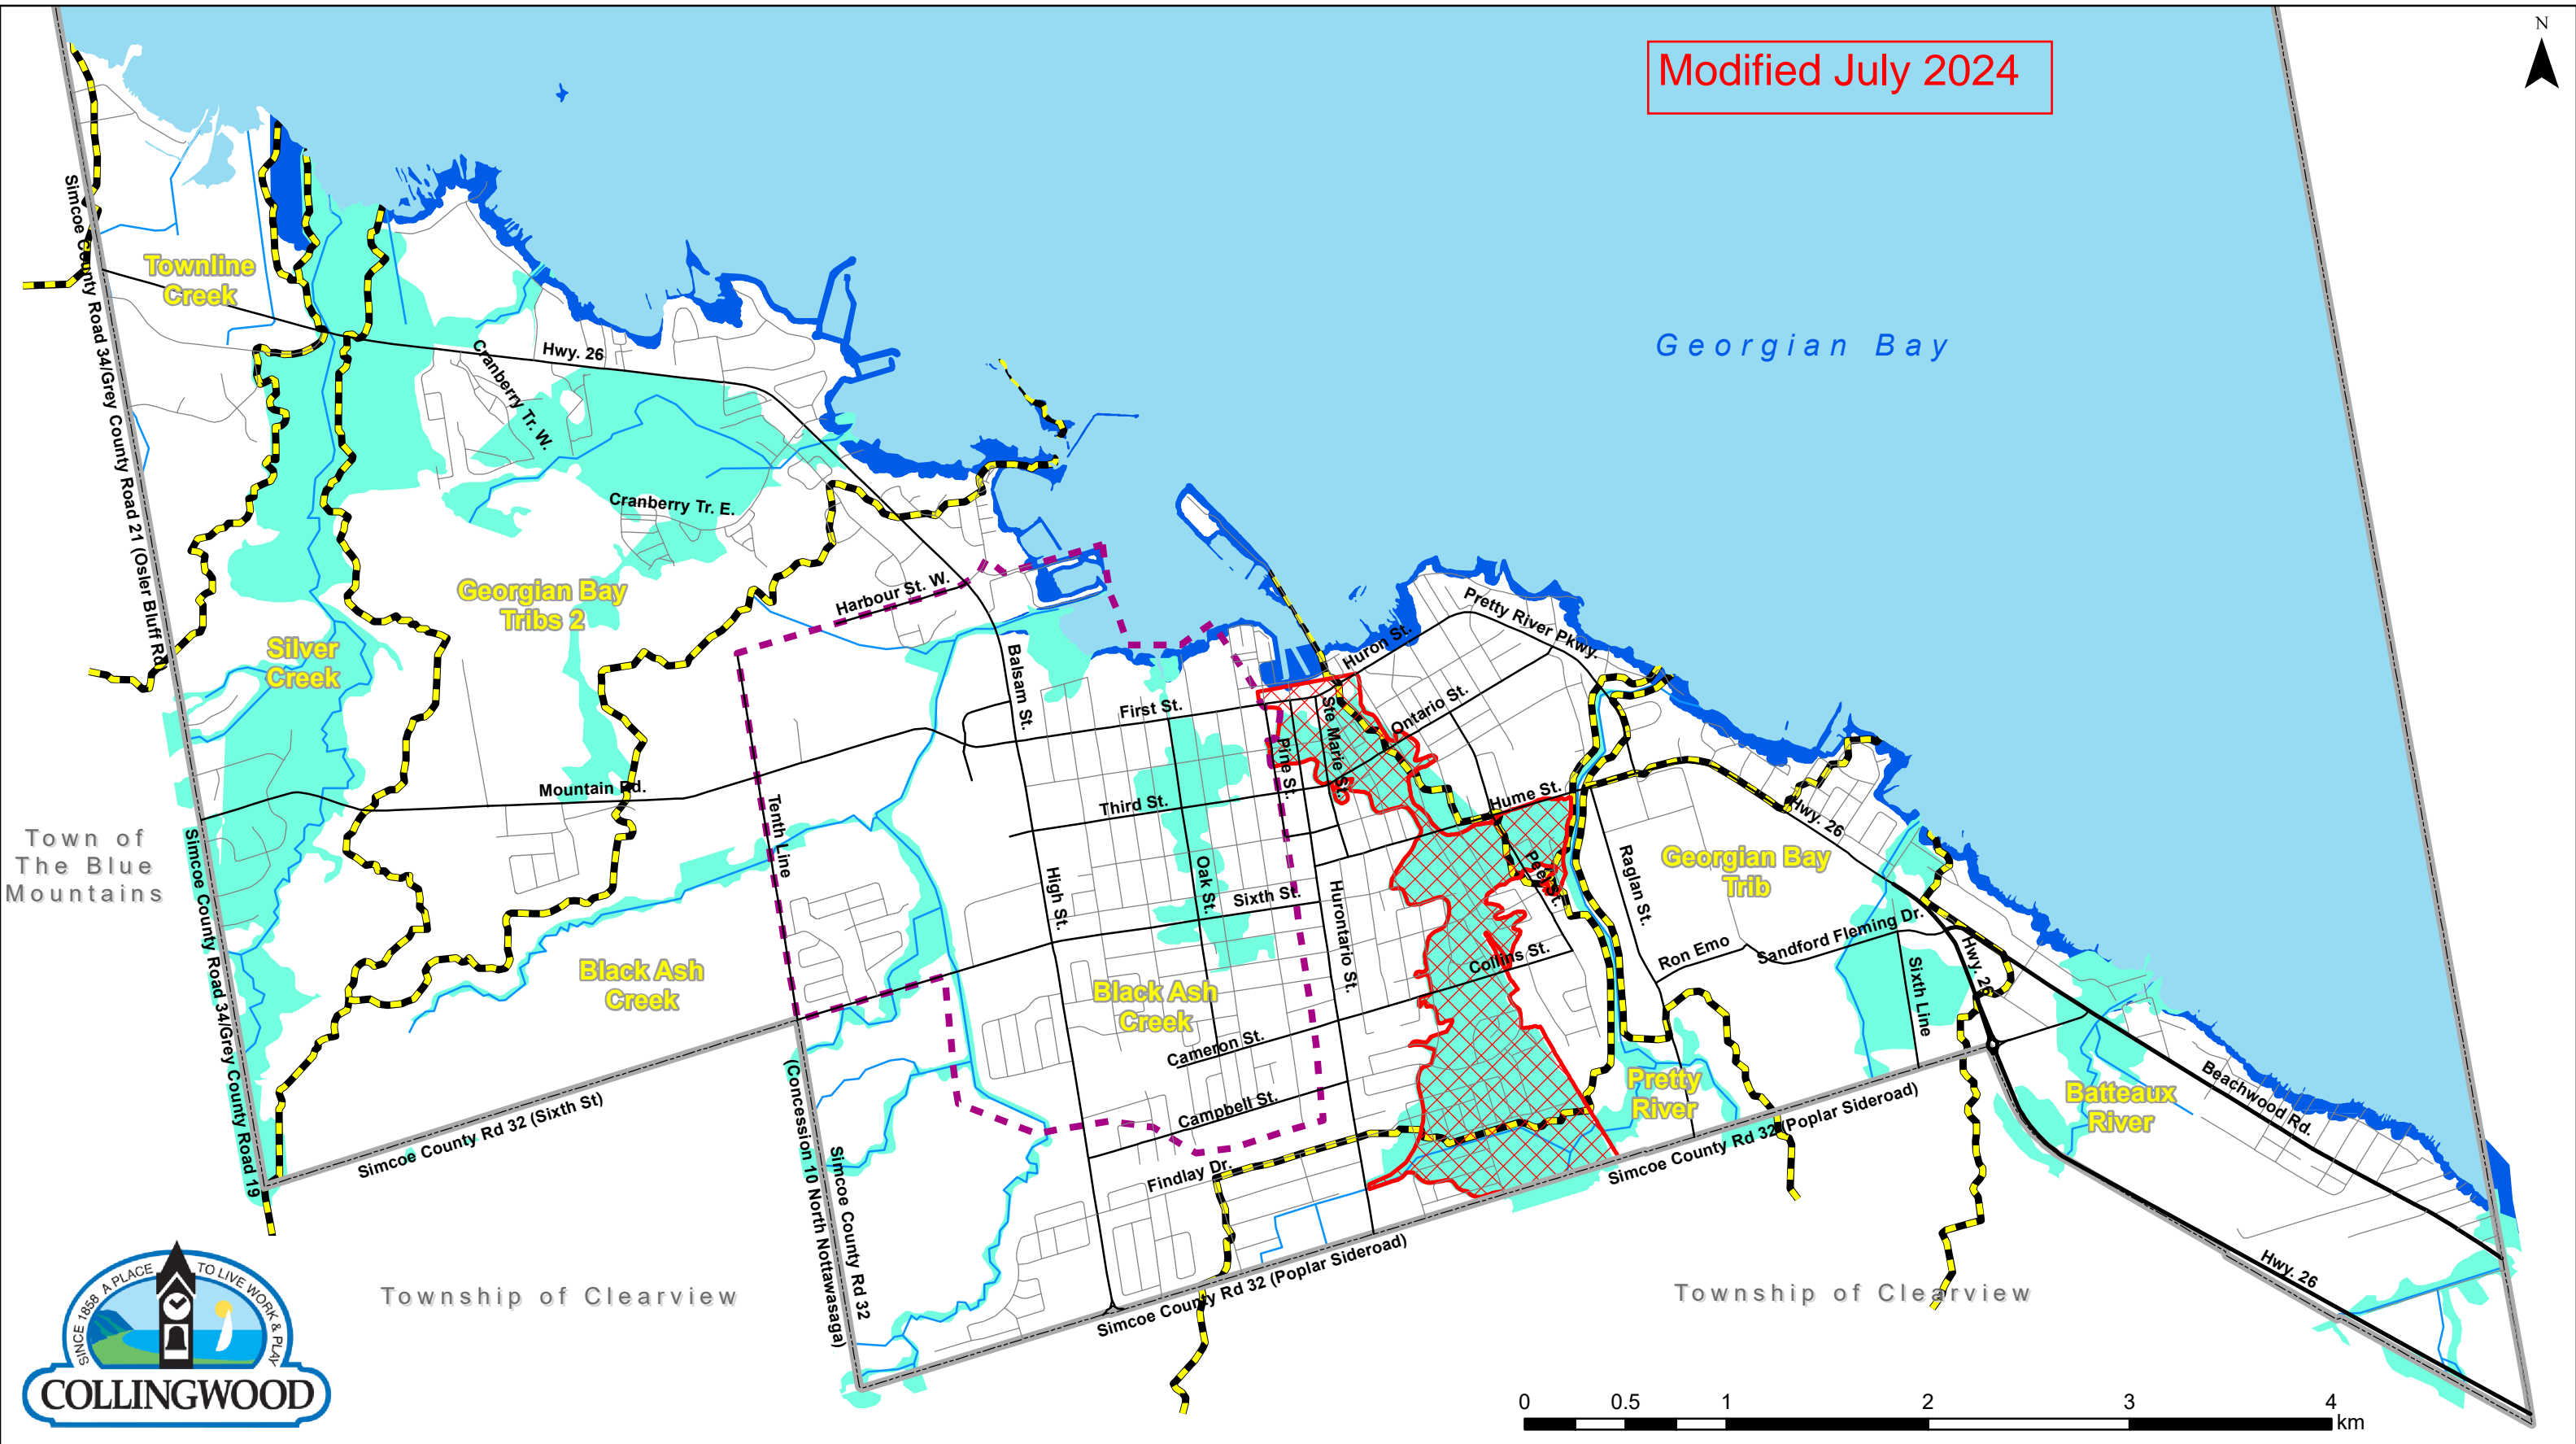 N
Modified July 2024
Georgian Bay
Simcoe County Road 34/Grey County Road 21 (Osler Bluff Rd)
Townline
Creek
Hwy. 26
Cranberry Tr. W.
Cranberry Tr. E.
Georgian Bay
Tribs 2
Silver
Creek
Harbour St. W.
Balsam St.
Huron St.
Pretty River Pkwy.
Ontario St.
Ste. Marie St.
Pine St.
First St.
Mountain Rd.
Tenth Line
Third St.
Hume St.
Hwy. 26
Town of
The Blue
Mountains
Simcoe County Road 34/Grey County Road 19
High St.
Oak St.
Sixth St.
Hurontario St.
Peel St.
Raglan St.
Georgian Bay
Trib
Ron Emo
Sandford Fleming Dr.
Sixth Line
Hwy. 26
Black Ash
Creek
Black Ash
Creek
Collins St.
Cameron St.
Campbell St.
Findlay Dr.
Pretty
River
Batteaux
River
Beachwood Rd.
Simcoe County Rd 32 (Sixth St)
(Concession 10 North Nottawasaga)
Simcoe County Rd 32
Simcoe County Rd 32 (Poplar Sideroad)
Simcoe County Rd 32 (Poplar Sideroad)
Hwy. 26
Township of Clearview
Township of Clearview
SINCE 1858 A PLACE TO LIVE WORK & PLAY
COLLINGWOOD
0 0.5 1 2 3 4
km